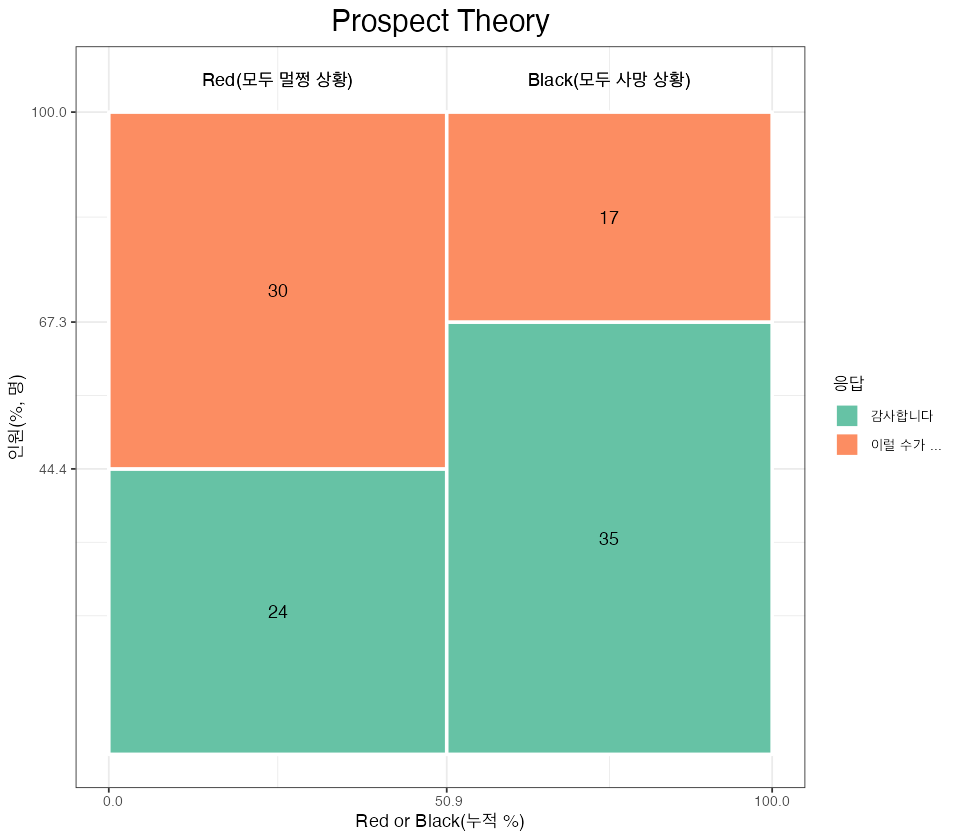 Prospect Theory
Red(모두 멀쩡 상황)
Black(모두 사망 상황)
100.0
67.3
44.4
인원(%, 명)
30
17
24
35
0.0
50.9
100.0
Red or Black(누적 %)
응답
감사합니다
이럴 수가 ...